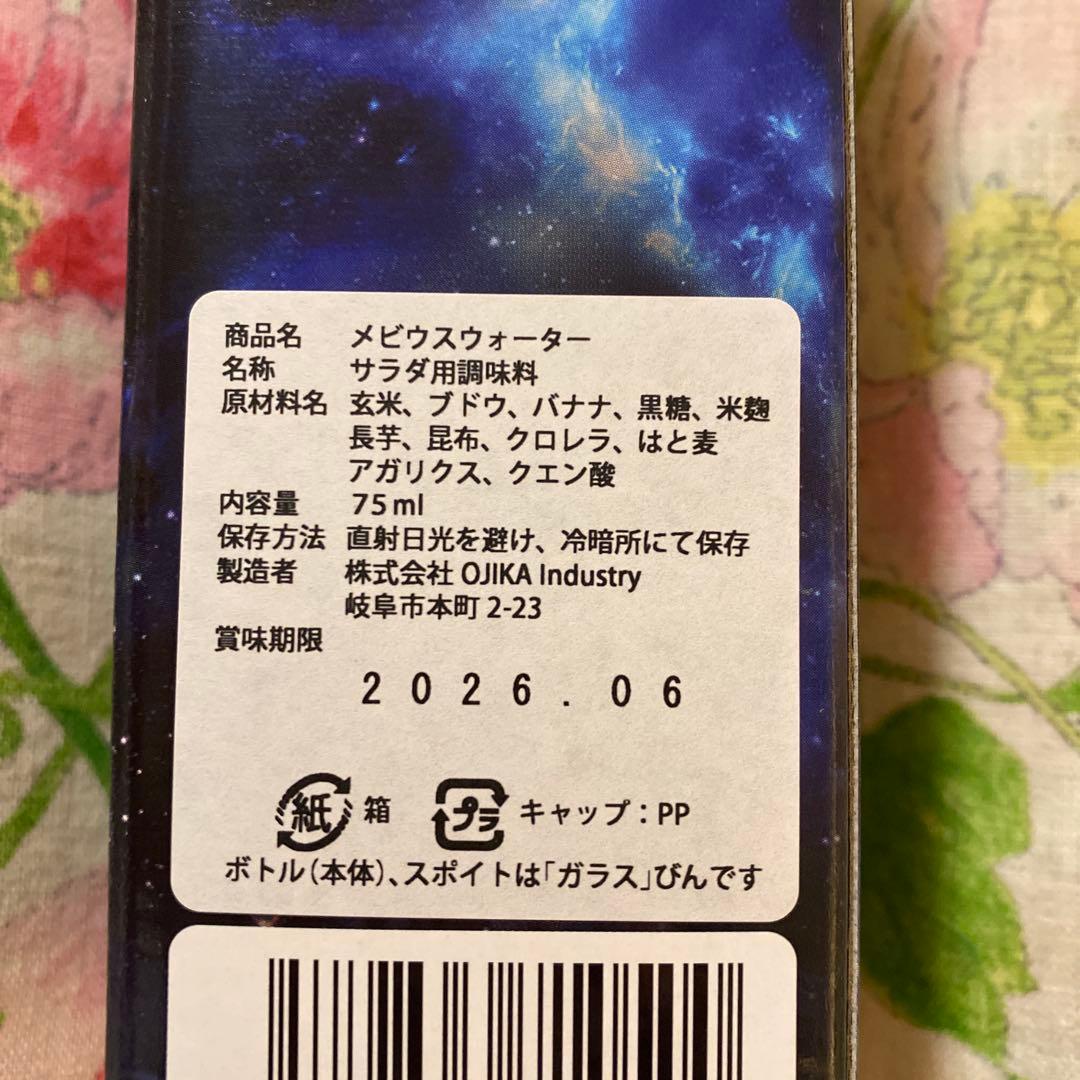 商品名 メビウスウォーター
名称 サラダ用調味料
原材料名 玄米、ブドウ、バナナ、黒糖、米麹
長芋、昆布、クロレラ、はと麦
アガリクス、クエン酸
内容量 75ml
保存方法 直射日光を避け、冷暗所にて保存
製造者 株式会社 OJIKA Industry
岐阜市本町 2-23
賞味期限
2026.06
紙 箱 プラ キャップ：PP
ボトル（本体）、スポイトは「ガラス」びんです